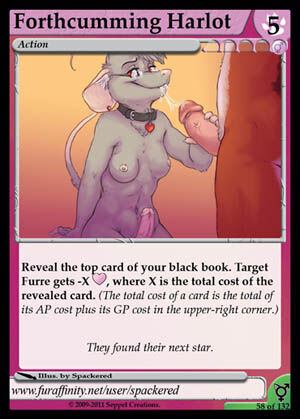 Forthcumming Harlot 5
Action
Reveal the top card of your black book. Target
Furre gets -X , where X is the total cost of the
revealed card. (The total cost of a card is the total of
its AP cost plus its GP cost in the upper-right corner.)
They found their next star.
Illus. by Spackered
www.furaffinity.net/user/spackered
© 2009-2011 Seppet Creations.
58 of 132